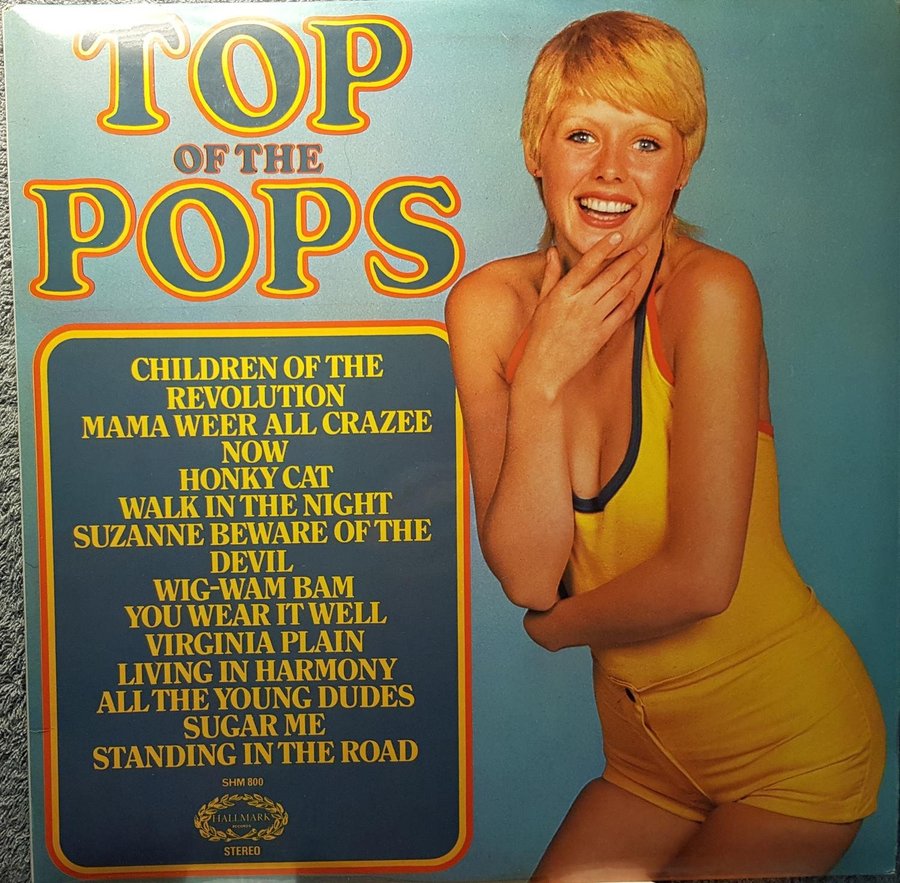 TOP
OF THE
POPS
CHILDREN OF THE
REVOLUTION
MAMA WEER ALL CRAZEE
NOW
HONKY CAT
WALK IN THE NIGHT
SUZANNE BEWARE OF THE
DEVIL
WIG-WAM BAM
YOU WEAR IT WELL
VIRGINIA PLAIN
LIVING IN HARMONY
ALL THE YOUNG DUDES
SUGAR ME
STANDING IN THE ROAD
SHM 800
HALLMARK
RECORDS
STEREO